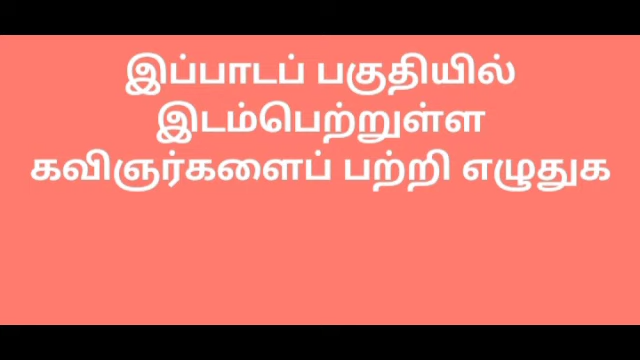 இப்பாடப் பகுதியில்
இடம்பெற்றுள்ள
கவிஞர்களைப் பற்றி எழுதுக